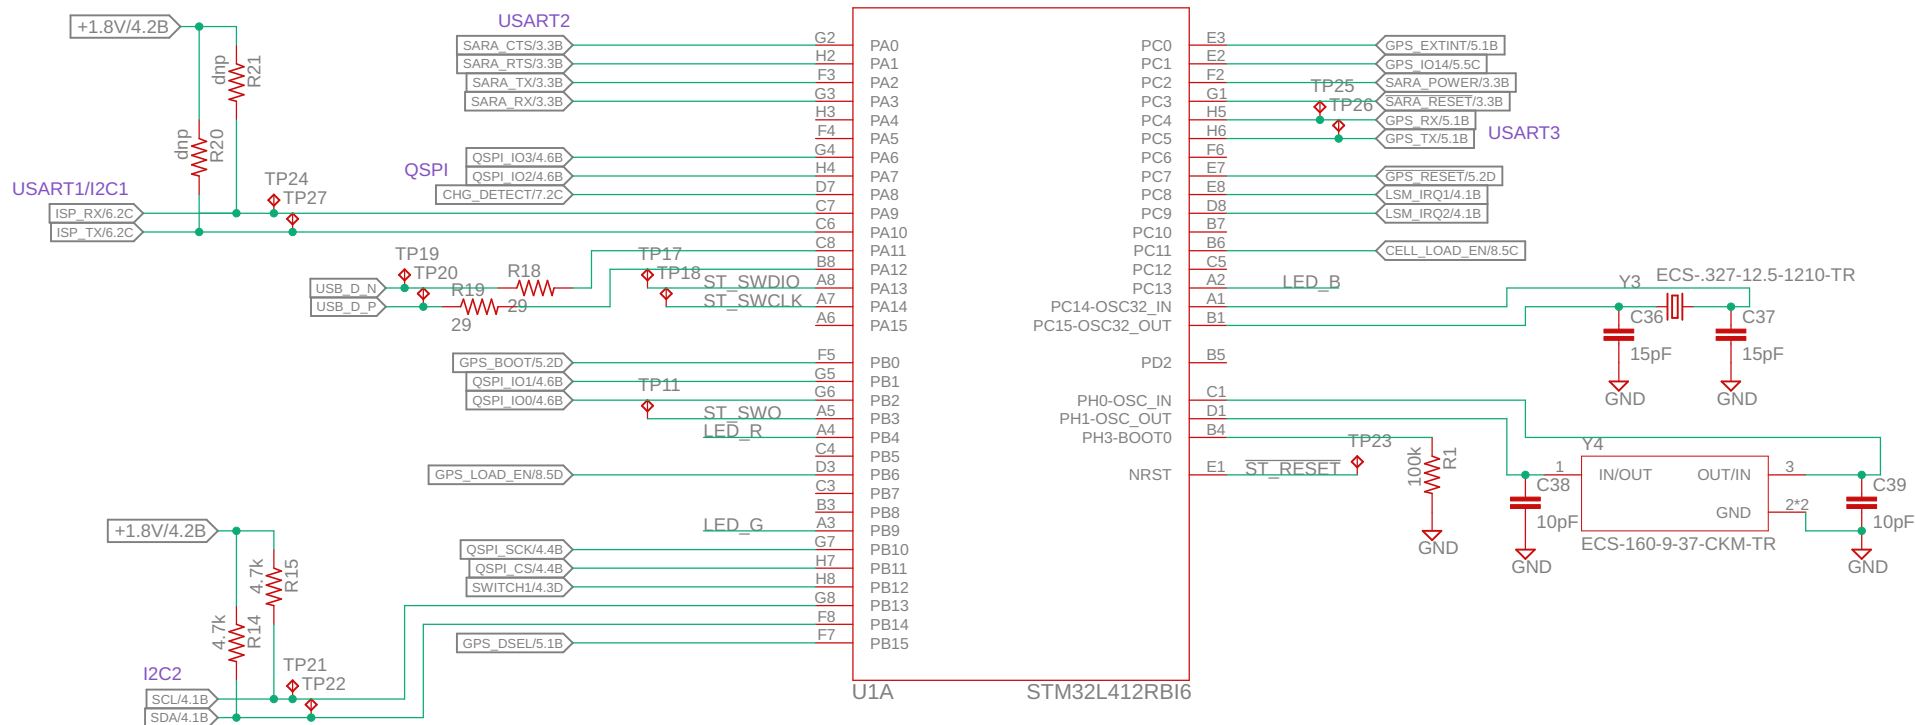 +1.8V/4.2B
dnp
R21
dnp
R20
USART1/I2C1
ISP_RX/6.2C
ISP_TX/6.2C
TP24
TP27
USART2
SARA_CTS/3.3B
SARA_RTS/3.3B
SARA_TX/3.3B
SARA_RX/3.3B
QSPI
QSPI_IO3/4.6B
QSPI_IO2/4.6B
CHG_DETECT/7.2C
TP19
TP20
USB_D_N
USB_D_P
R18
R19
29
29
TP17
TP18
ST_SWDIO
ST_SWCLK
GPS_BOOT/5.2D
QSPI_IO1/4.6B
QSPI_IO0/4.6B
TP11
ST_SWO
LED_R
GPS_LOAD_EN/8.5D
LED_G
QSPI_SCK/4.4B
QSPI_CS/4.4B
SWITCH1/4.3D
GPS_DSEL/5.1B
+1.8V/4.2B
4.7k
R15
4.7k
R14
I2C2
TP21
TP22
SCL/4.1B
SDA/4.1B
G2 PA0
H2 PA1
F3 PA2
G3 PA3
H3 PA4
F4 PA5
G4 PA6
H4 PA7
D7 PA8
C7 PA9
C6 PA10
C8 PA11
B8 PA12
A8 PA13
A7 PA14
A6 PA15
F5 PB0
G5 PB1
G6 PB2
A5 PB3
A4 PB4
C4 PB5
D3 PB6
C3 PB7
B3 PB8
A3 PB9
G7 PB10
H7 PB11
H8 PB12
G8 PB13
F8 PB14
F7 PB15
U1A
STM32L412RBI6
PC0 E3
PC1 E2
PC2 F2
PC3 G1
PC4 H5
PC5 H6
PC6 F6
PC7 E7
PC8 E8
PC9 D8
PC10 B7
PC11 B6
PC12 C5
PC13 A2
PC14-OSC32_IN A1
PC15-OSC32_OUT B1
PD2 B5
PH0-OSC_IN C1
PH1-OSC_OUT D1
PH3-BOOT0 B4
NRST E1
GPS_EXTINT/5.1B
GPS_IO14/5.5C
SARA_POWER/3.3B
SARA_RESET/3.3B
GPS_RX/5.1B
GPS_TX/5.1B
TP25
TP26
USART3
GPS_RESET/5.2D
LSM_IRQ1/4.1B
LSM_IRQ2/4.1B
CELL_LOAD_EN/8.5C
LED_B
Y3
ECS-.327-12.5-1210-TR
C36
15pF
GND
C37
15pF
GND
TP23
ST_RESET
100k
R1
GND
Y4
1
IN/OUT
OUT/IN
3
GND
2*2
ECS-160-9-37-CKM-TR
C38
10pF
GND
C39
10pF
GND